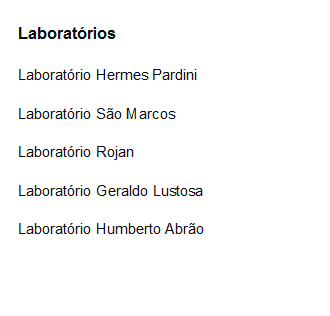 Laboratórios
Laboratório Hermes Pardini
Laboratório São Marcos
Laboratório Rojan
Laboratório Geraldo Lustosa
Laboratório Humberto Abrão